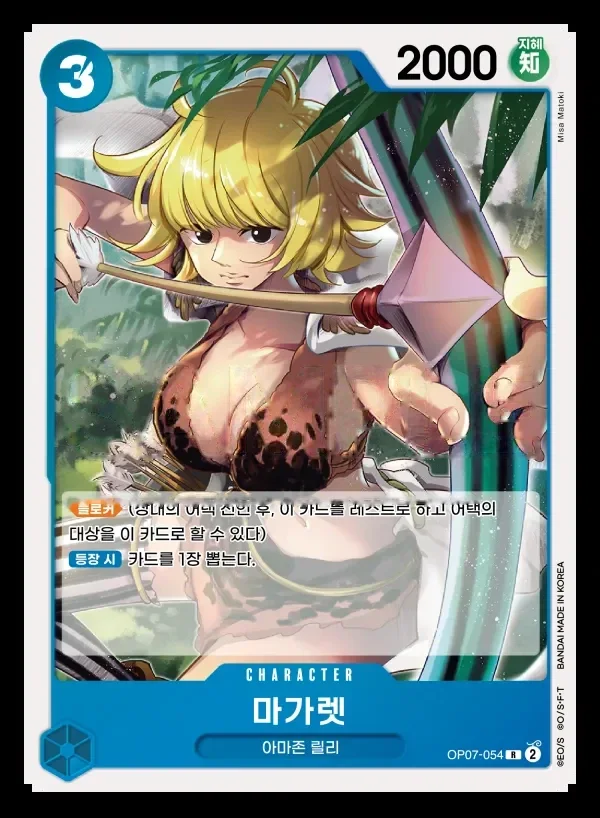 3
2000
지혜
知
Misa Matoki
블로커 (상대의 어택 선언 후, 이 카드를 레스트로 하고 어택의
대상을 이 카드로 할 수 있다)
등장 시 카드를 1장 뽑는다.
CHARACTER
마가렛
아마존 릴리
OP07-054 R 2
©EO/S ©O/S·F·T BANDAI MADE IN KOREA